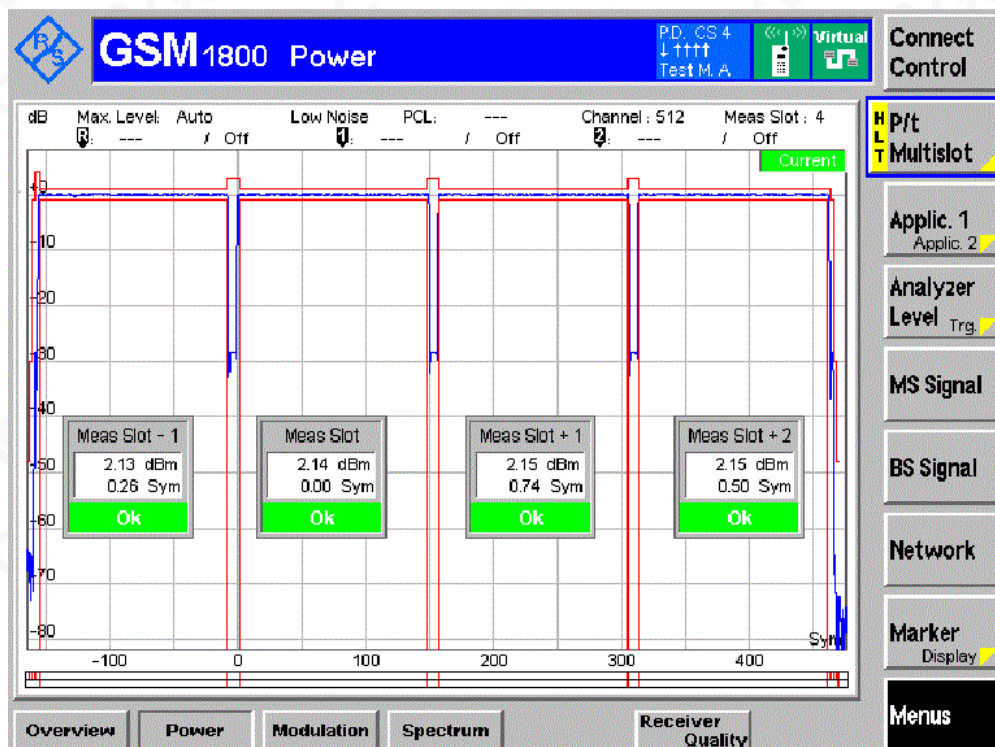 R/S
GSM 1800 Power
PD. CS 4
↓ ↑↑↑↑
Test M. A
Virtual
Connect
Control
dB Max. Level: Auto Low Noise PCL: --- Channel : 512 Meas Slot : 4
R: --- / Off 1: --- / Off 2: --- / Off
Current
H
L
T
P/t
Multislot
Applic. 1
Applic. 2
Analyzer
Level Trg.
MS Signal
BS Signal
Network
Marker
Display
Menus
+0
-10
-20
-30
-40
-50
-60
-70
-80
Meas Slot - 1
2.13 dBm
0.26 Sym
Ok
Meas Slot
2.14 dBm
0.00 Sym
Ok
Meas Slot + 1
2.15 dBm
0.74 Sym
Ok
Meas Slot + 2
2.15 dBm
0.50 Sym
Ok
Sym
-100 0 100 200 300 400
Overview Power Modulation Spectrum Receiver
Quality